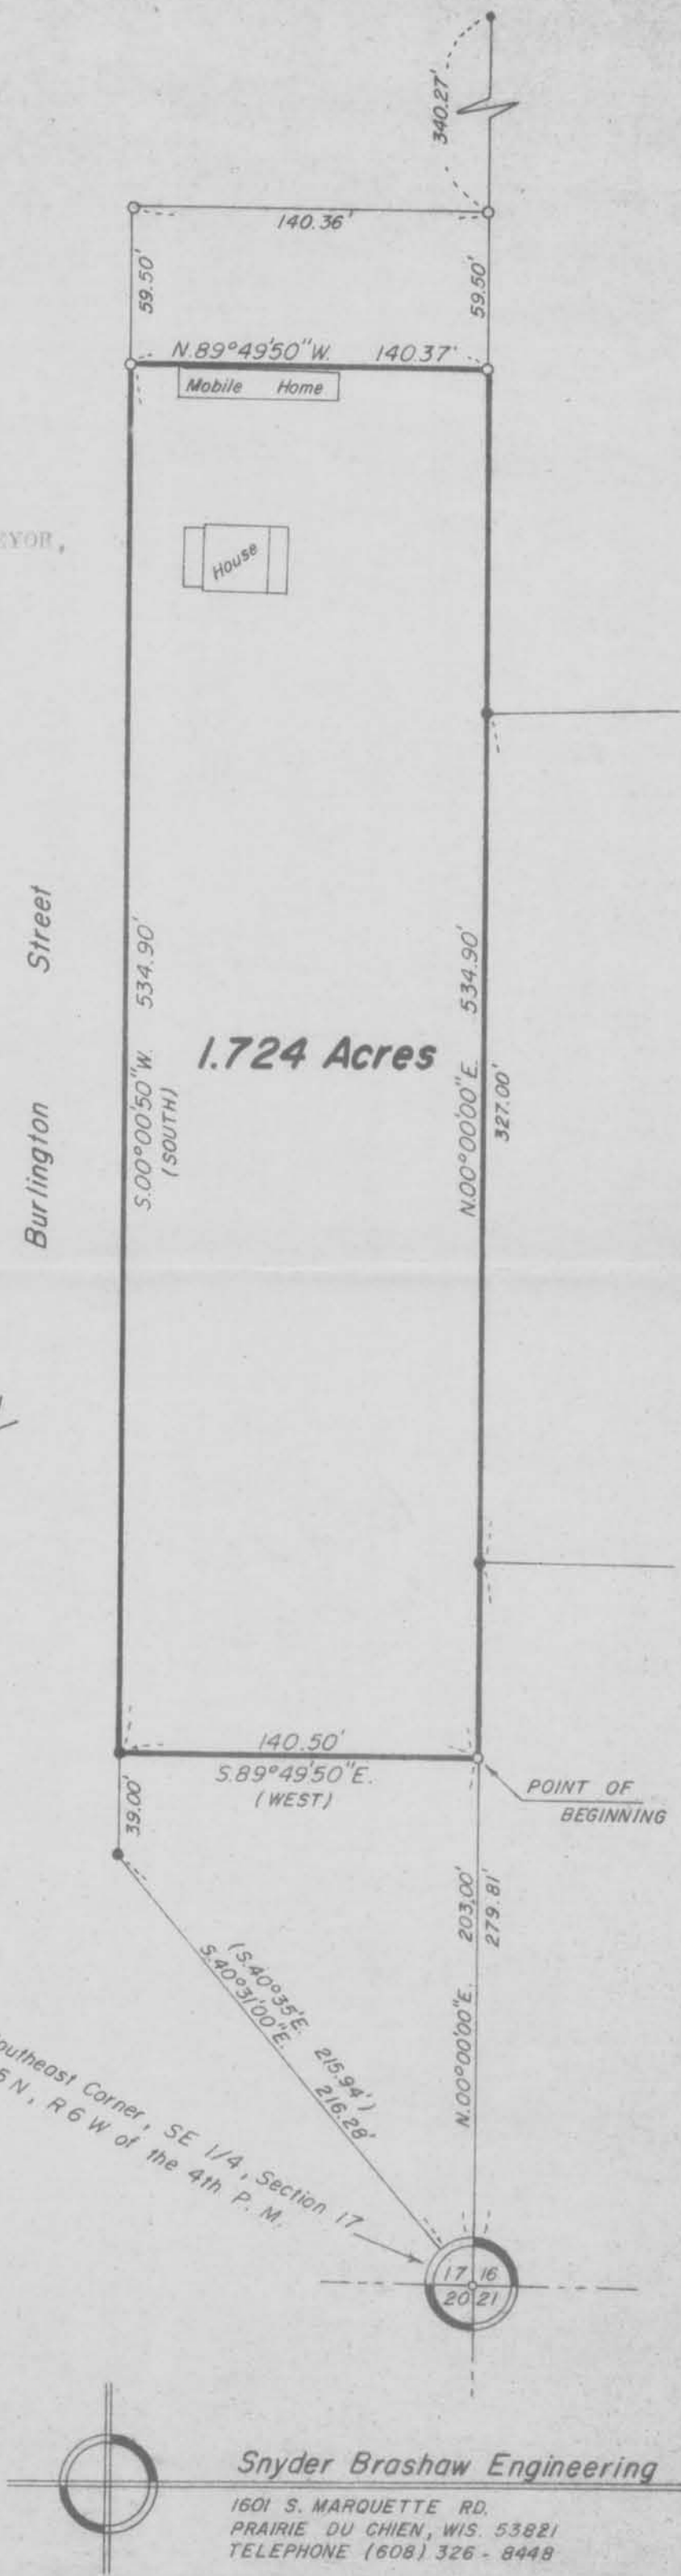 340.27'
140.36'
59.50'
59.50'
N.89°49'50"W. 140.37'
Mobile Home
EYOR,
House
Burlington Street
S.00°00'50"W. 534.90'
(SOUTH)
1.724 Acres
N.00°00'00"E. 534.90'
327.00'
140.50'
S.89°49'50"E.
(WEST)
POINT OF
BEGINNING
39.00'
N.00°00'00"E. 203.00'
279.81'
(S.40°35'E. 215.94')
S.40°31'00"E. 216.28'
outheast Corner, SE 1/4, Section 17
N, R 6 W of the 4th P. M.
17 16
20 21
Snyder Brashaw Engineering
1601 S. MARQUETTE RD.
PRAIRIE DU CHIEN, WIS. 53821
TELEPHONE (608) 326 - 8448